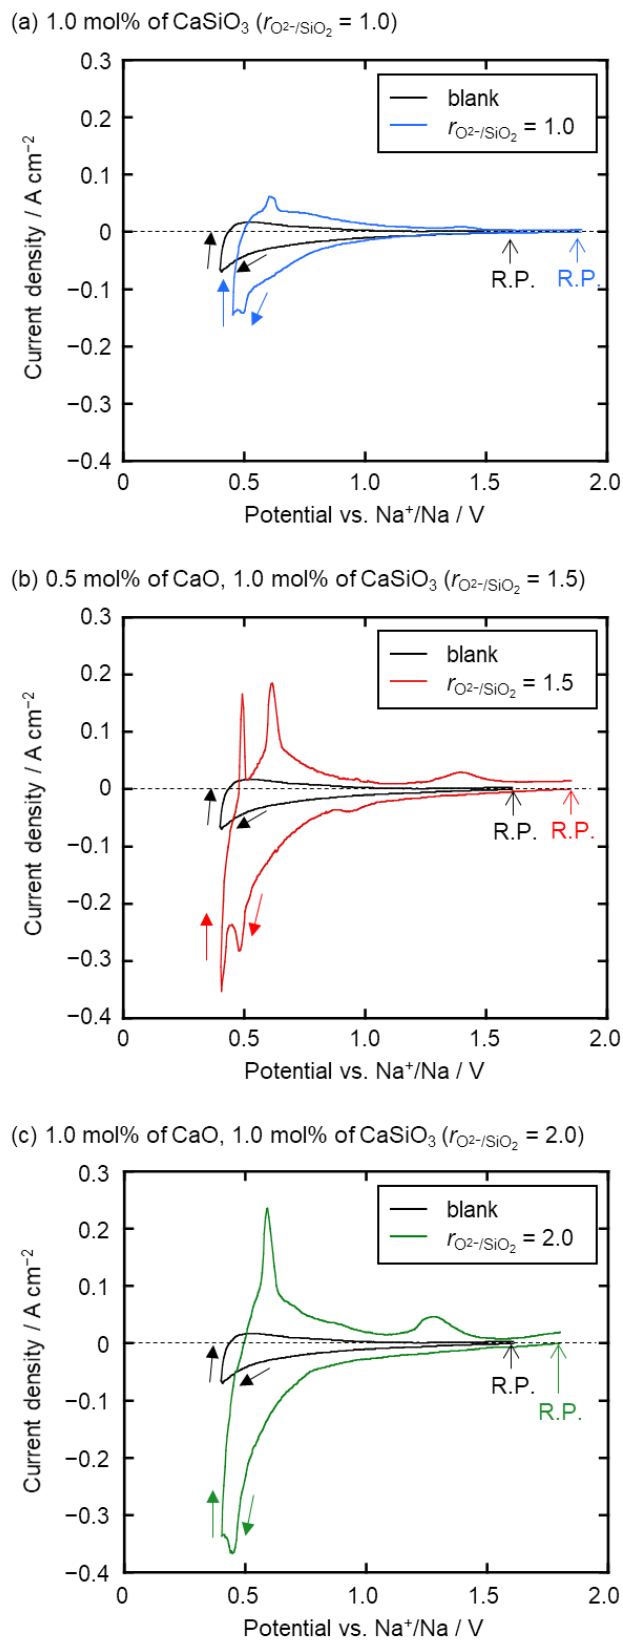 (a) 1.0 mol% of CaSiO₃ (r_O²⁻/SiO₂ = 1.0)
0.3
0.2
0.1
0
−0.1
−0.2
−0.3
−0.4
Current density / A cm⁻²
blank
r_O²⁻/SiO₂ = 1.0
R.P.
R.P.
0
0.5
1.0
1.5
2.0
Potential vs. Na⁺/Na / V
(b) 0.5 mol% of CaO, 1.0 mol% of CaSiO₃ (r_O²⁻/SiO₂ = 1.5)
0.3
0.2
0.1
0
−0.1
−0.2
−0.3
−0.4
Current density / A cm⁻²
blank
r_O²⁻/SiO₂ = 1.5
R.P.
R.P.
0
0.5
1.0
1.5
2.0
Potential vs. Na⁺/Na / V
(c) 1.0 mol% of CaO, 1.0 mol% of CaSiO₃ (r_O²⁻/SiO₂ = 2.0)
0.3
0.2
0.1
0
−0.1
−0.2
−0.3
−0.4
Current density / A cm⁻²
blank
r_O²⁻/SiO₂ = 2.0
R.P.
R.P.
0
0.5
1.0
1.5
2.0
Potential vs. Na⁺/Na / V